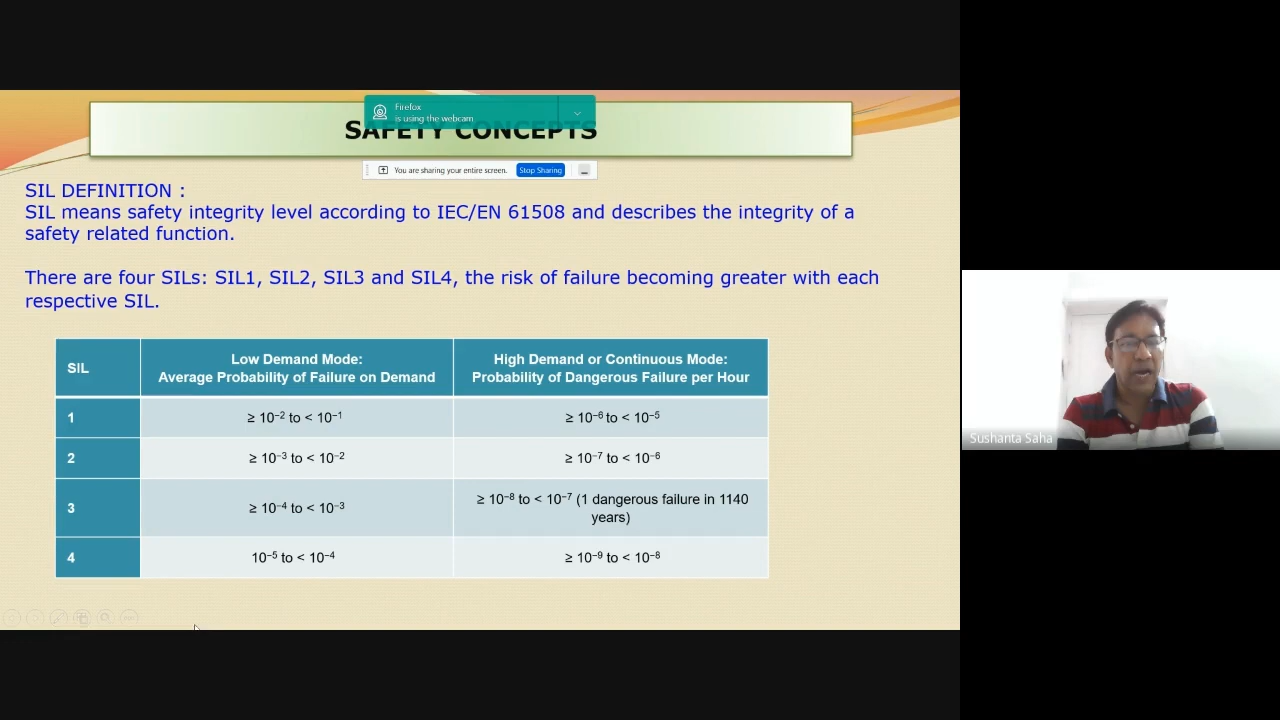 Firefox
is using the webcam
SAFETY CONCEPTS
You are sharing your entire screen. Stop Sharing
SIL DEFINITION :
SIL means safety integrity level according to IEC/EN 61508 and describes the integrity of a
safety related function.
There are four SILs: SIL1, SIL2, SIL3 and SIL4, the risk of failure becoming greater with each
respective SIL.
SIL
Low Demand Mode:
Average Probability of Failure on Demand
High Demand or Continuous Mode:
Probability of Dangerous Failure per Hour
1
≥ 10⁻² to < 10⁻¹
≥ 10⁻⁶ to < 10⁻⁵
2
≥ 10⁻³ to < 10⁻²
≥ 10⁻⁷ to < 10⁻⁶
3
≥ 10⁻⁴ to < 10⁻³
≥ 10⁻⁸ to < 10⁻⁷ (1 dangerous failure in 1140
years)
4
10⁻⁵ to < 10⁻⁴
≥ 10⁻⁹ to < 10⁻⁸
Sushanta Saha